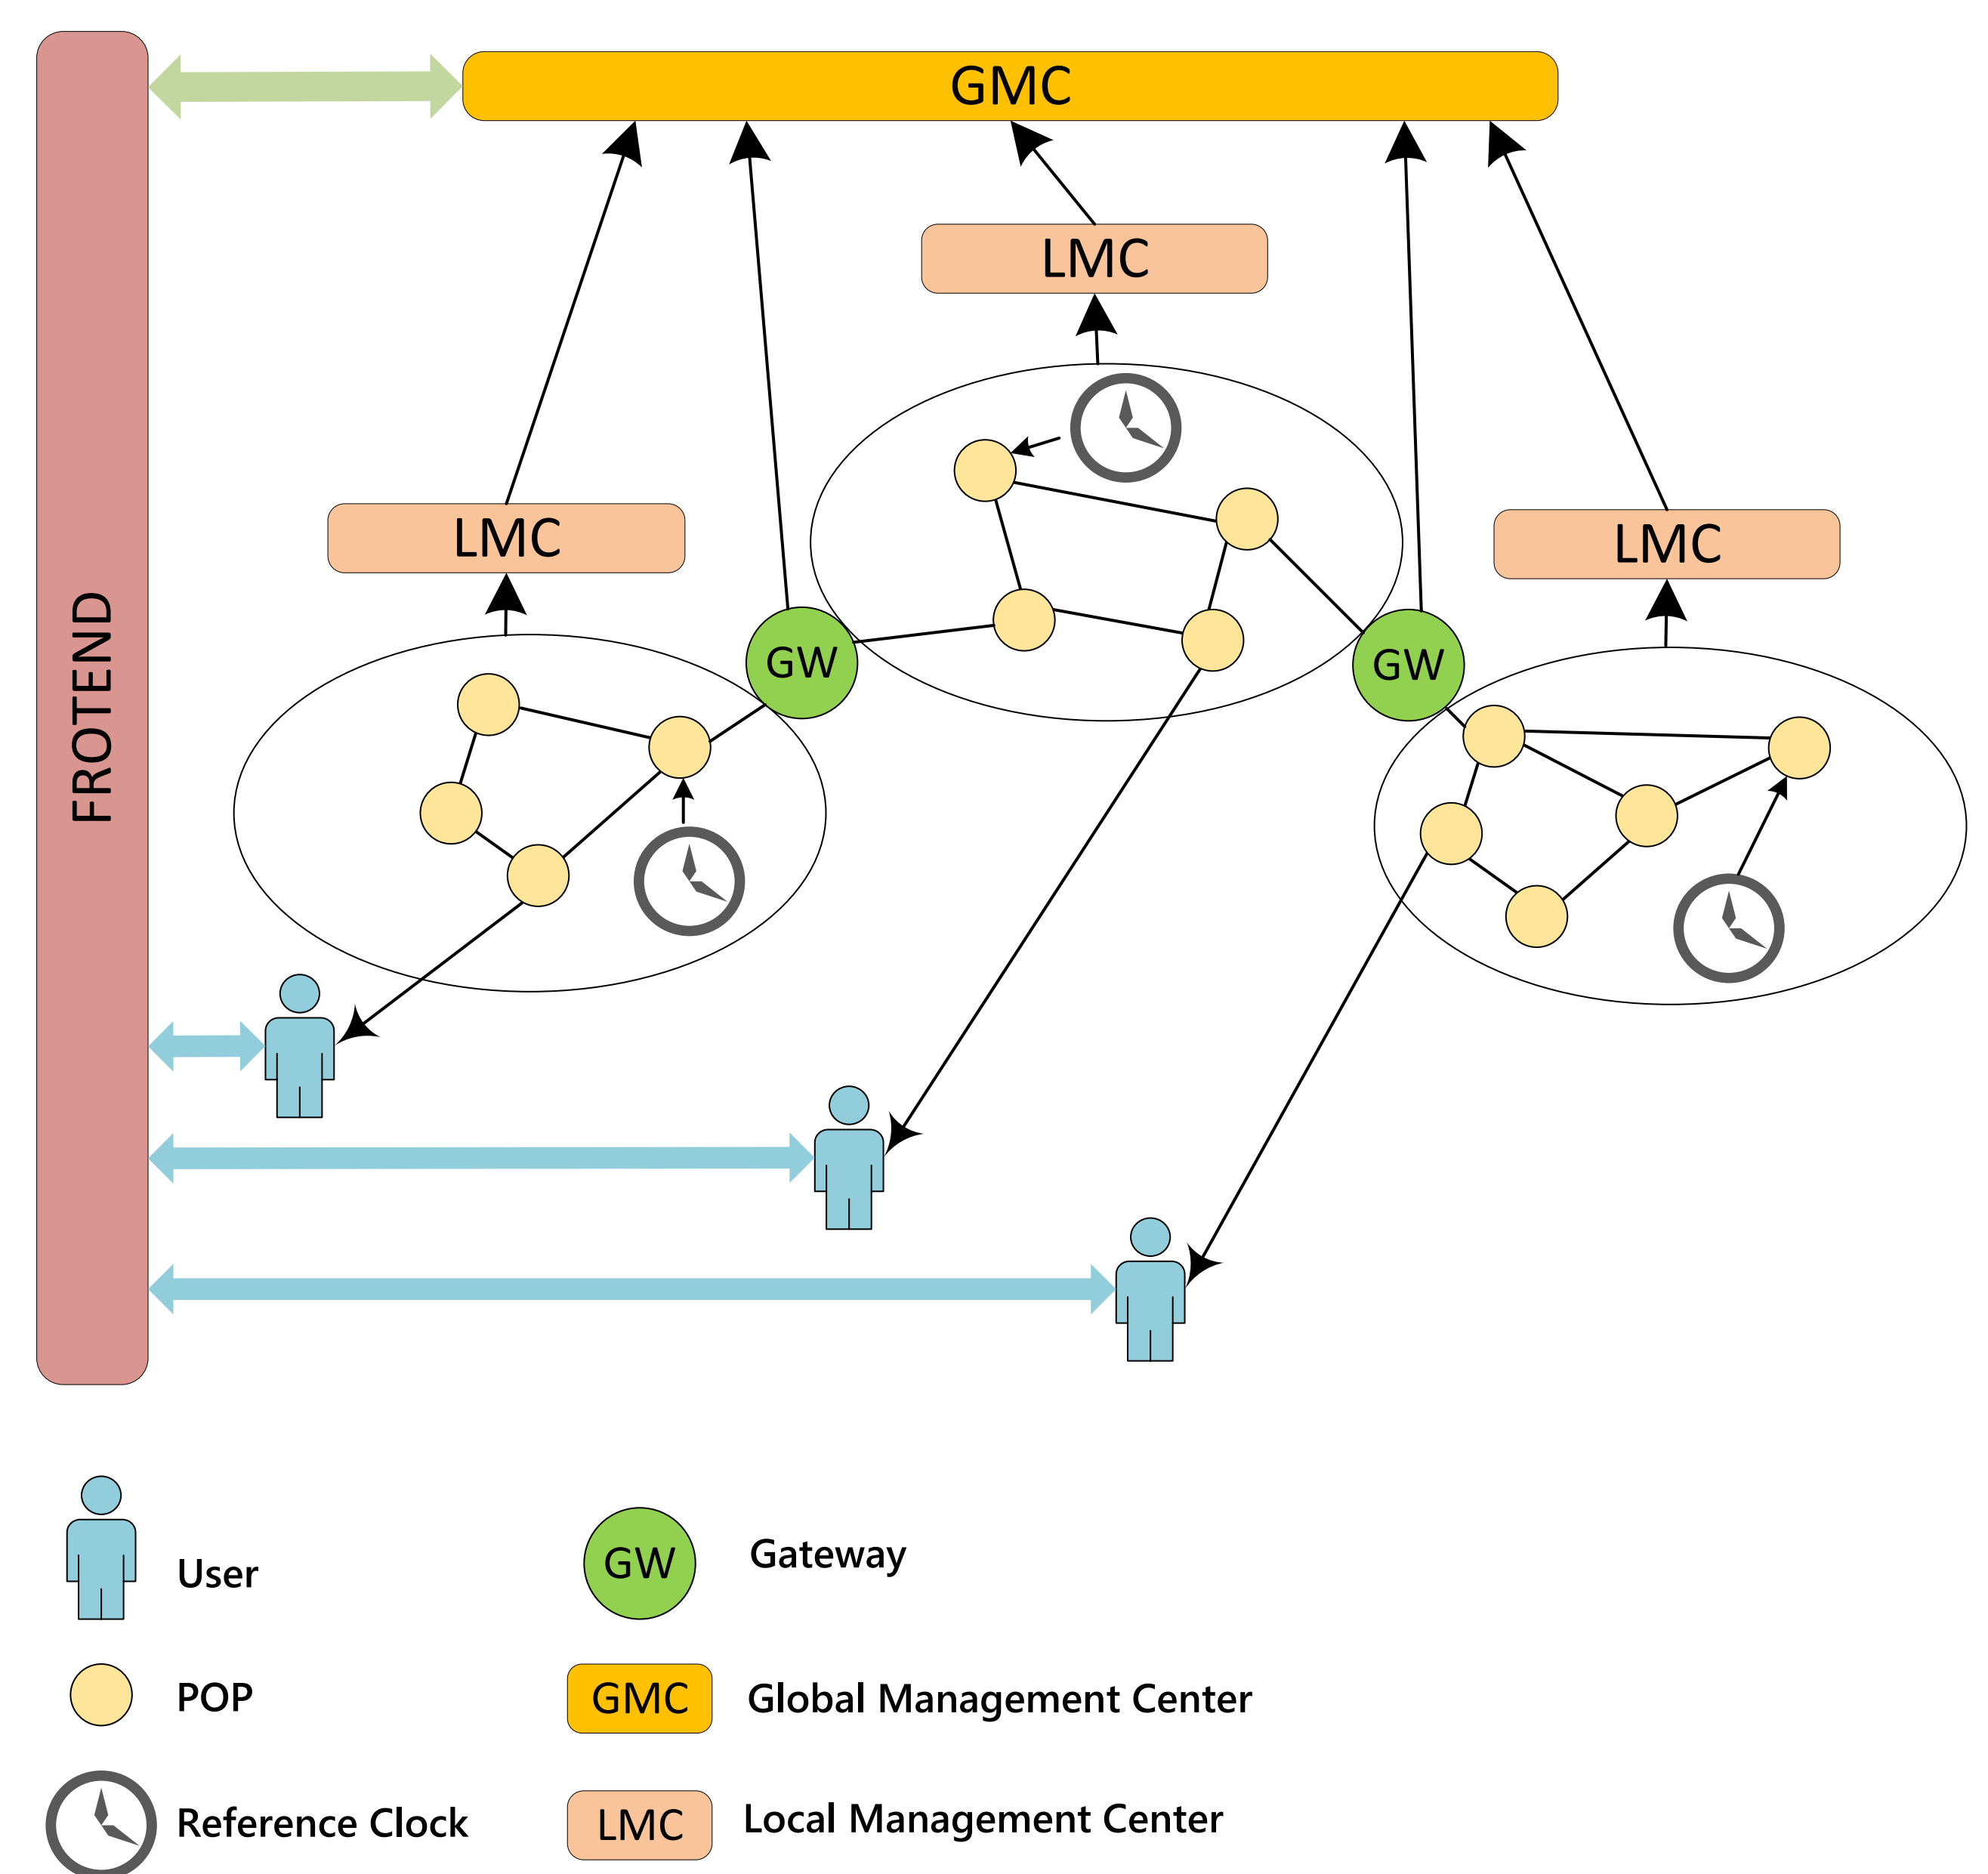 GMC
LMC
LMC
LMC
FROTEND
GW
GW
User
GW
Gateway
POP
GMC
Global Management Center
Reference Clock
LMC
Local Management Center